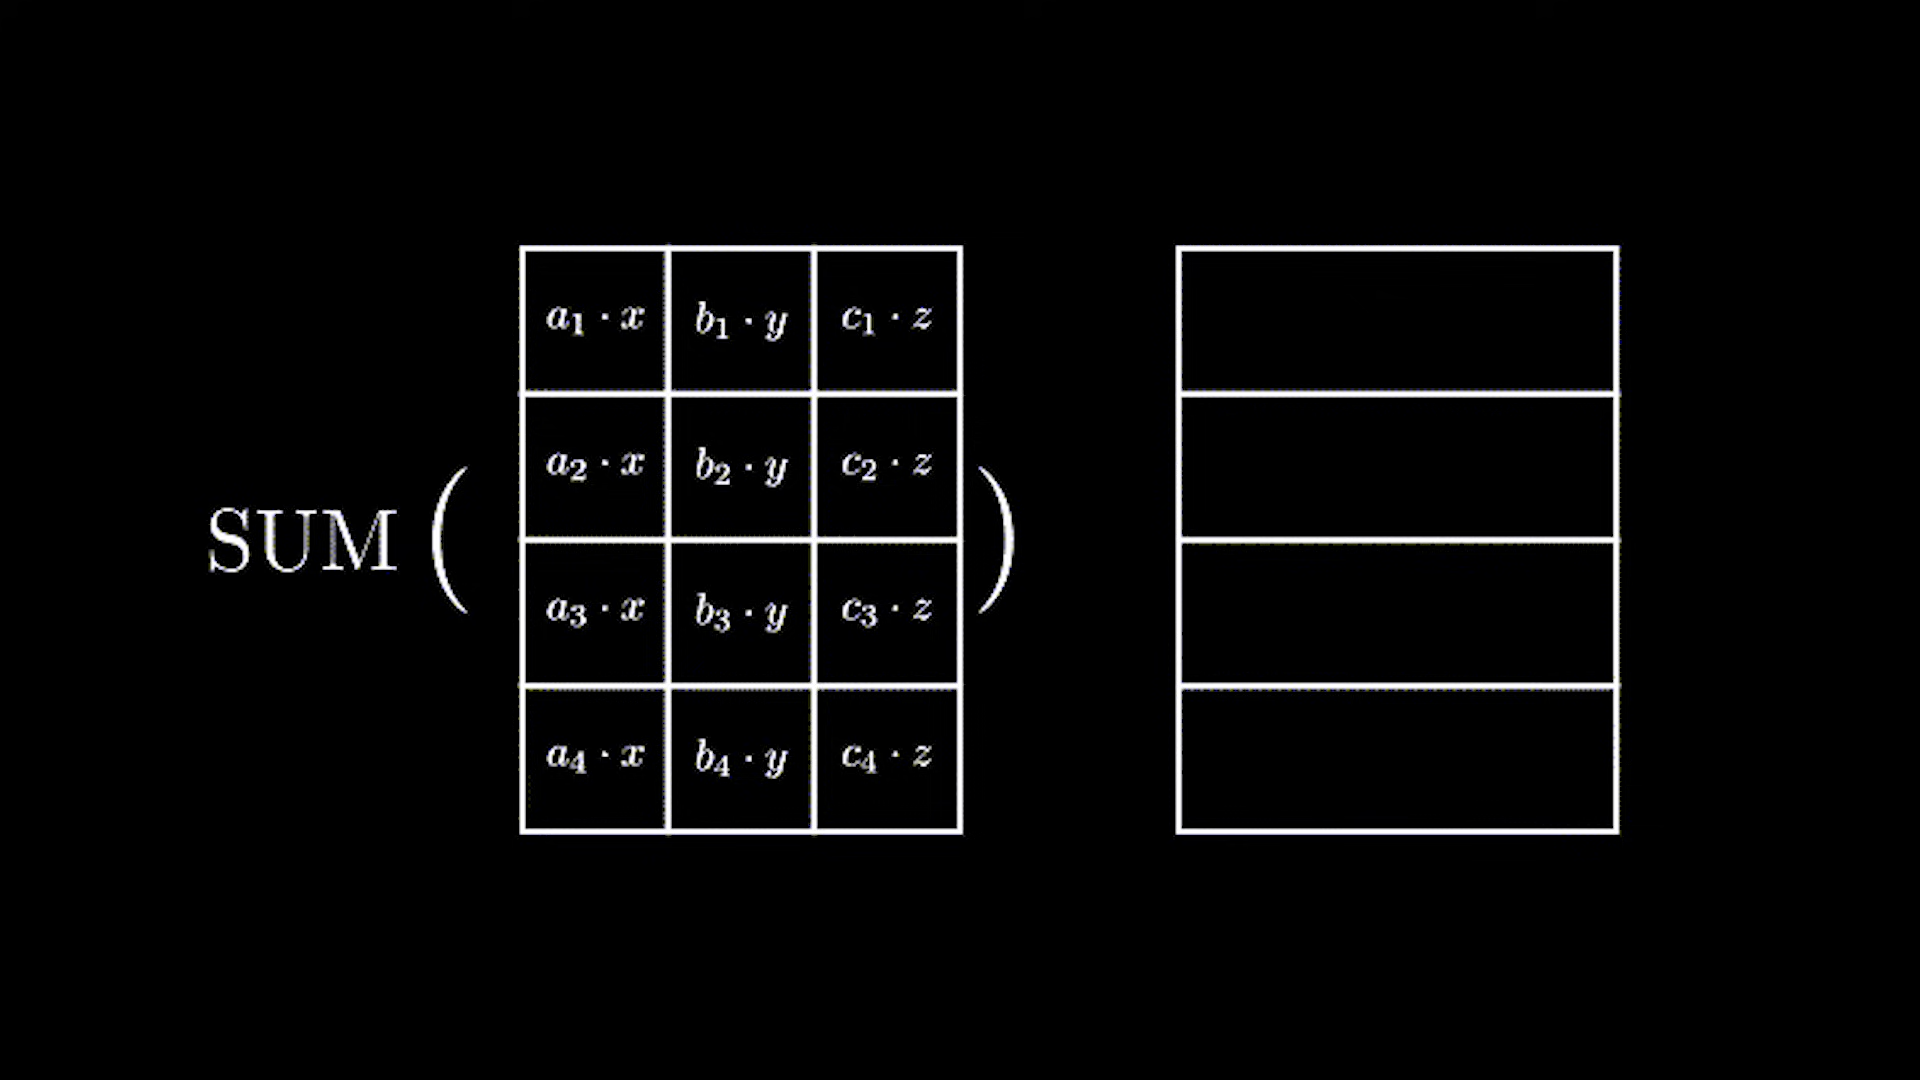 a₁ · x b₁ · y c₁ · z
a₂ · x b₂ · y c₂ · z
SUM ( )
a₃ · x b₃ · y c₃ · z
a₄ · x b₄ · y c₄ · z